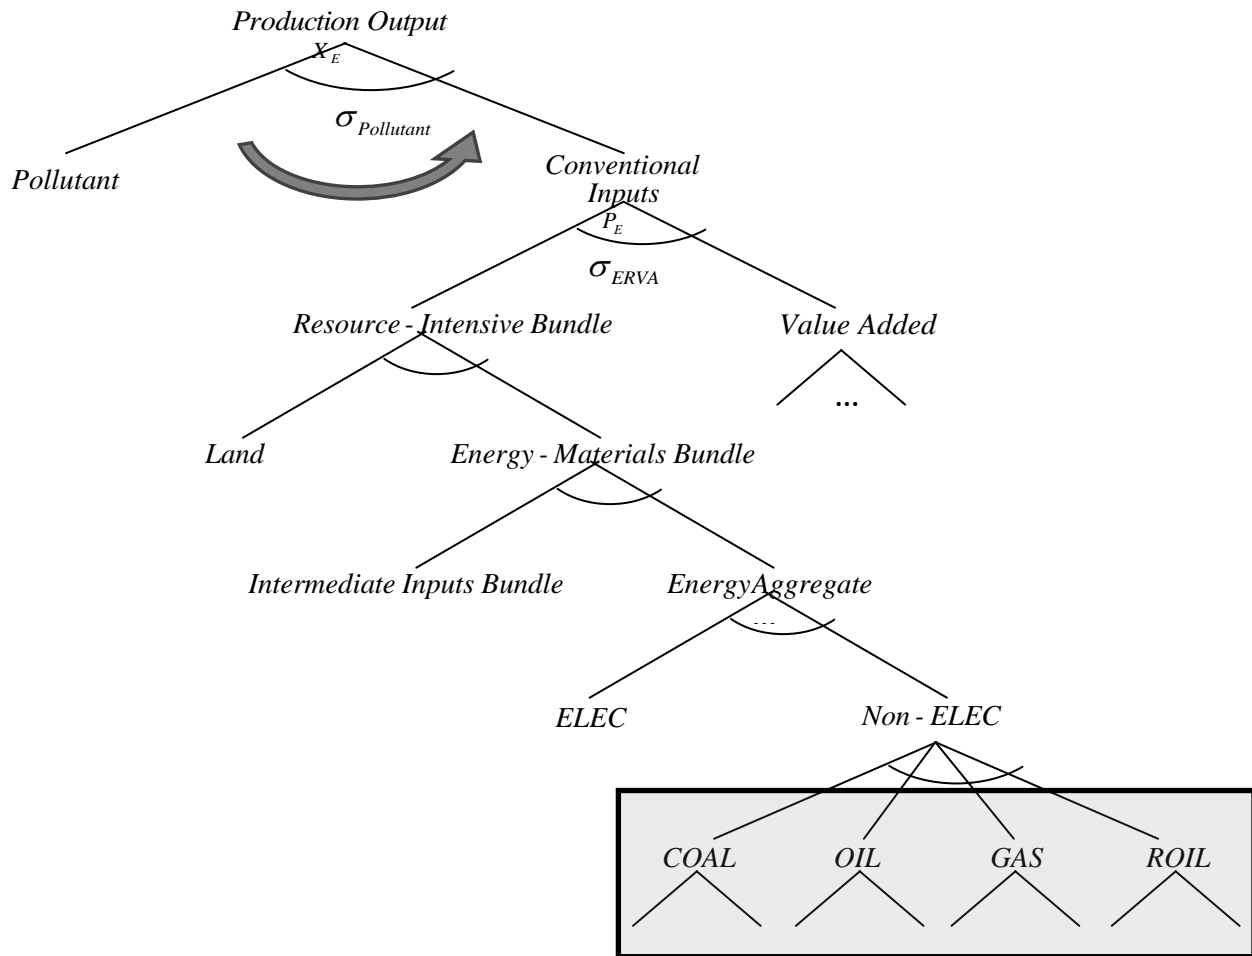 Production Output
X_E
σ_Pollutant
Pollutant
Conventional
Inputs
P_E
σ_ERVA
Resource - Intensive Bundle
Value Added
...
Land
Energy - Materials Bundle
Intermediate Inputs Bundle
EnergyAggregate
...
ELEC
Non - ELEC
COAL OIL GAS ROIL